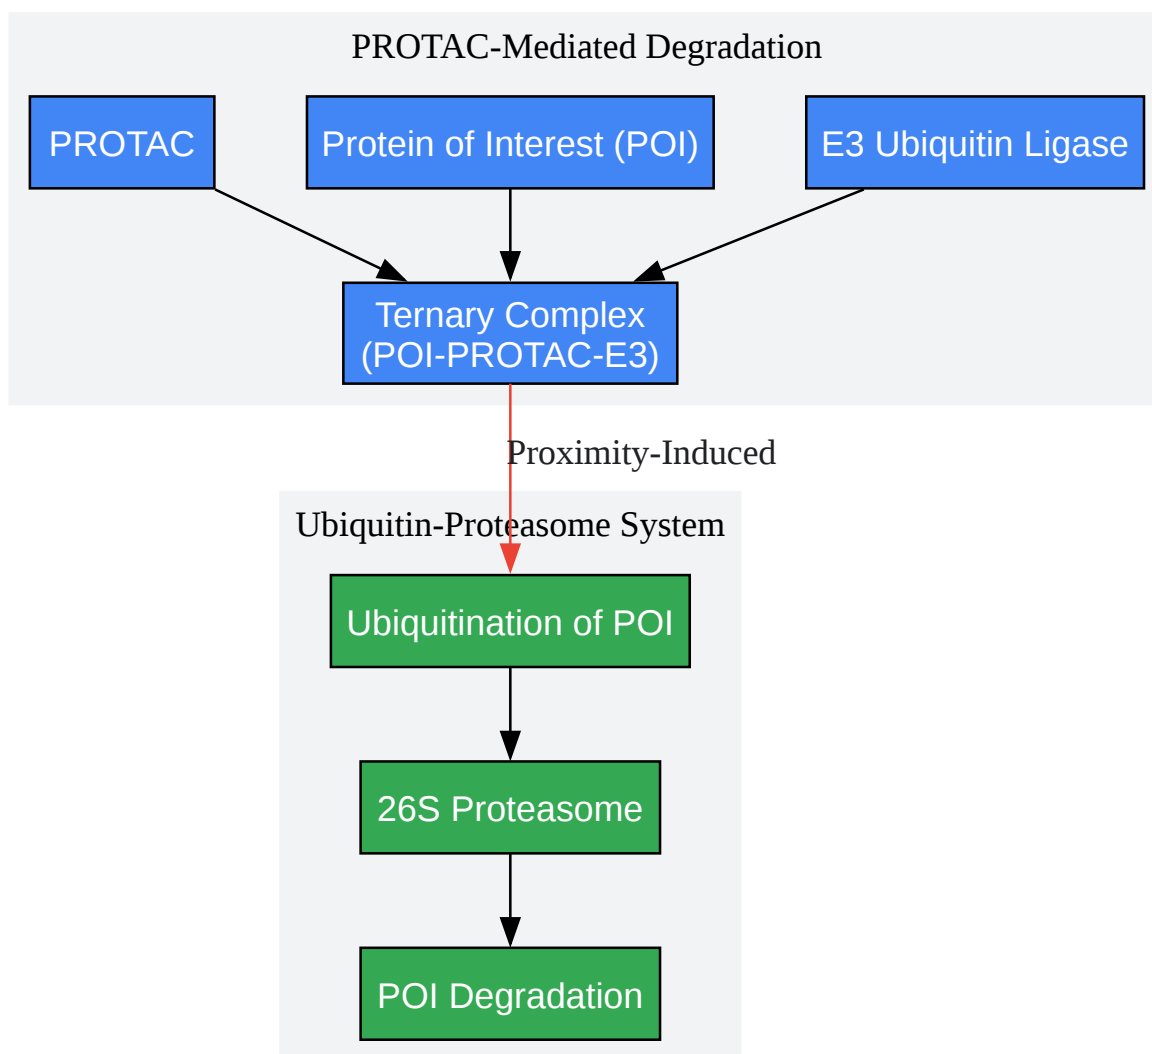 PROTAC-Mediated Degradation
PROTAC
Protein of Interest (POI)
E3 Ubiquitin Ligase
Ternary Complex
(POI-PROTAC-E3)
Proximity-Induced
Ubiquitin-Proteasome System
Ubiquitination of POI
26S Proteasome
POI Degradation